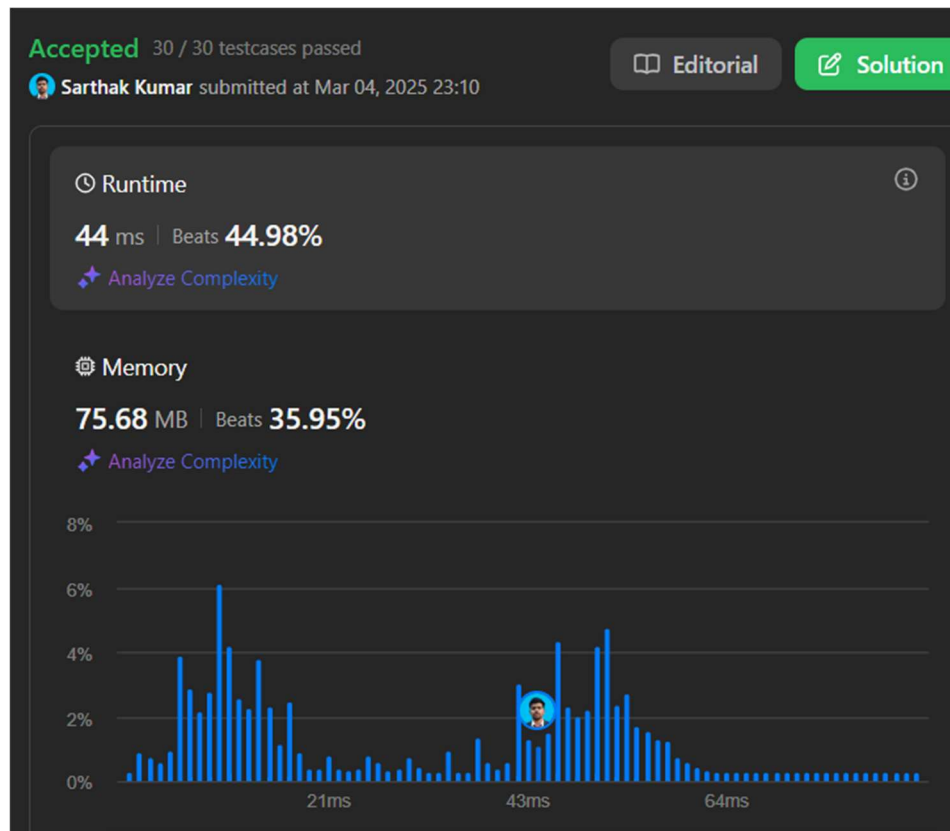 Accepted 30 / 30 testcases passed
Editorial
Solution
Sarthak Kumar submitted at Mar 04, 2025 23:10
Runtime
44 ms | Beats 44.98%
Analyze Complexity
Memory
75.68 MB | Beats 35.95%
Analyze Complexity
8%
6%
4%
2%
0%
21ms 43ms 64ms